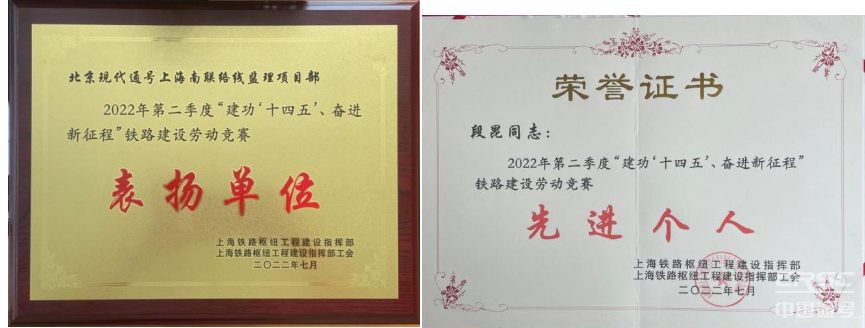 北京现代通号上海南联络线监理项目部
2022年第二季度“建功‘十四五’、奋进
新征程”铁路建设劳动竞赛
表扬单位
上海铁路枢纽工程建设指挥部
上海铁路枢纽工程建设指挥部工会
二〇二二年七月
荣誉证书
段昆同志：
2022年第二季度“建功‘十四五’、奋进新征程”
铁路建设劳动竞赛
先进个人
上海铁路枢纽工程建设指挥部
上海铁路枢纽工程建设指挥部工会
二〇二二年七月
CRSC
中国通号